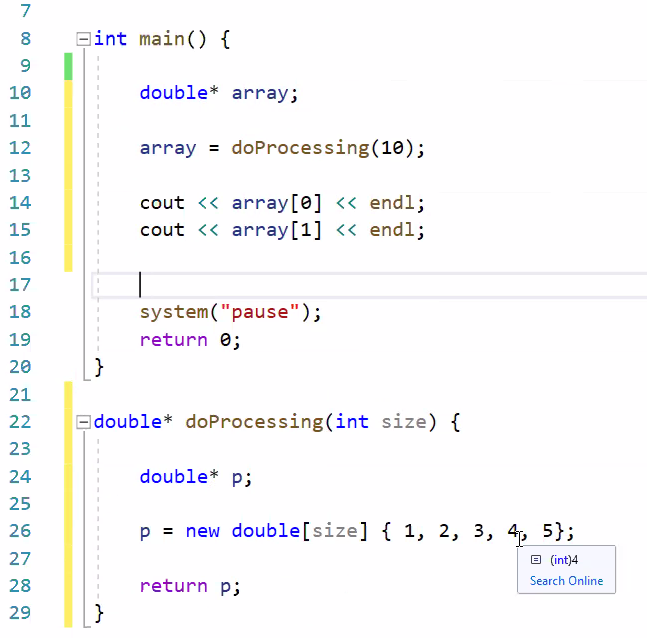 7
8 int main() {
9
10 double* array;
11
12 array = doProcessing(10);
13
14 cout << array[0] << endl;
15 cout << array[1] << endl;
16
17
18 system("pause");
19 return 0;
20 }
21
22 double* doProcessing(int size) {
23
24 double* p;
25
26 p = new double[size] { 1, 2, 3, 4, 5};
27
(int)4
Search Online
28 return p;
29 }